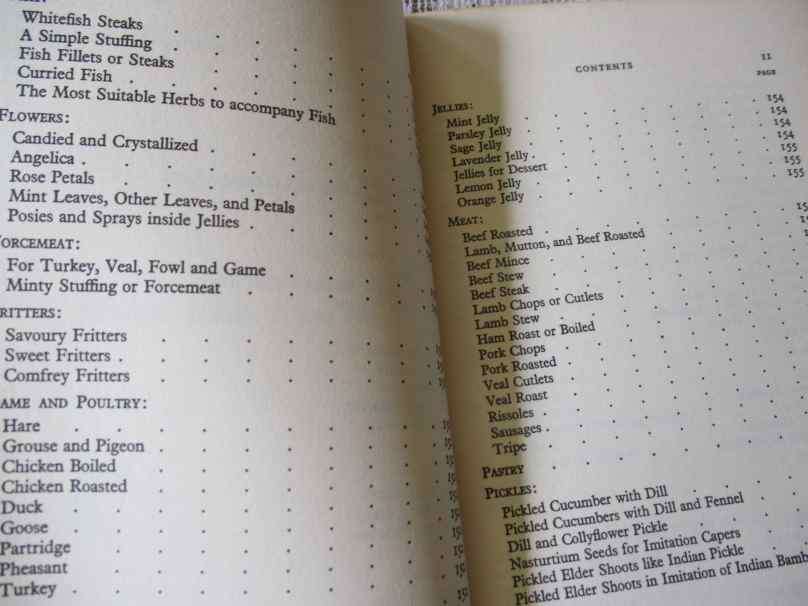 Whitefish Steaks
A Simple Stuffing
Fish Fillets or Steaks
Curried Fish
The Most Suitable Herbs to accompany Fish
FLOWERS:
Candied and Crystallized
Angelica
Rose Petals
Mint Leaves, Other Leaves, and Petals
Posies and Sprays inside Jellies
ORCEMEAT:
For Turkey, Veal, Fowl and Game
Minty Stuffing or Forcemeat
RITTERS:
Savoury Fritters
Sweet Fritters
Comfrey Fritters
AME AND POULTRY:
Hare
Grouse and Pigeon
Chicken Boiled
Chicken Roasted
Duck
Goose
Partridge
Pheasant
Turkey
CONTENTS 11
PAGE
JELLIES:
Mint Jelly 154
Parsley Jelly 154
Sage Jelly 154
Lavender Jelly 154
Jellies for Dessert 155
Lemon Jelly 155
Orange Jelly 155
MEAT:
Beef Roasted
Lamb, Mutton, and Beef Roasted
Beef Mince
Beef Stew
Beef Steak
Lamb Chops or Cutlets
Lamb Stew
Ham Roast or Boiled
Pork Chops
Pork Roasted
Veal Cutlets
Veal Roast
Rissoles
Sausages
Tripe
PASTRY
PICKLES:
Pickled Cucumber with Dill
Pickled Cucumbers with Dill and Fennel
Dill and Collyflower Pickle
Nasturtium Seeds for Imitation Capers
Pickled Elder Shoots like Indian Pickle
Pickled Elder Shoots in Imitation of Indian Bamb